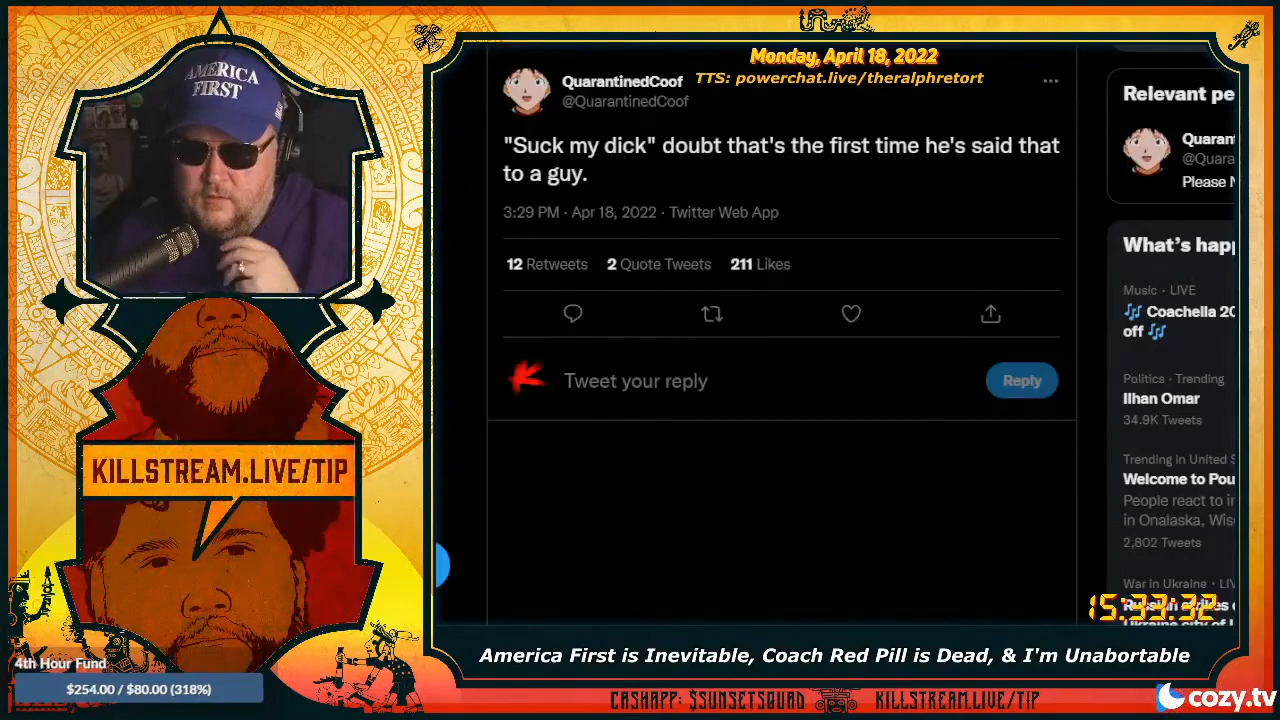 AMERICA
FIRST
KILLSTREAM.LIVE/TIP
4th Hour Fund
$254.00 / $80.00 (318%)
Monday, April 18, 2022
TTS: powerchat.live/theralphretort
QuarantinedCoof
@QuarantinedCoof
"Suck my dick" doubt that's the first time he's said that
to a guy.
3:29 PM · Apr 18, 2022 · Twitter Web App
12 Retweets 2 Quote Tweets 211 Likes
Tweet your reply
Reply
Relevant pe
Quarant
@Quara
Please N
What's happ
Music · LIVE
🎶 Coachella 20
off 🎶
Politics · Trending
Ilhan Omar
34.9K Tweets
Trending in United S
Welcome to Pou
People react to in
in Onalaska, Wis
2,802 Tweets
War in Ukraine · LIV
15:33:32
America First is Inevitable, Coach Red Pill is Dead, & I'm Unabortable
CASHAPP: $SUNSETSQUAD
KILLSTREAM.LIVE/TIP
cozy.tv